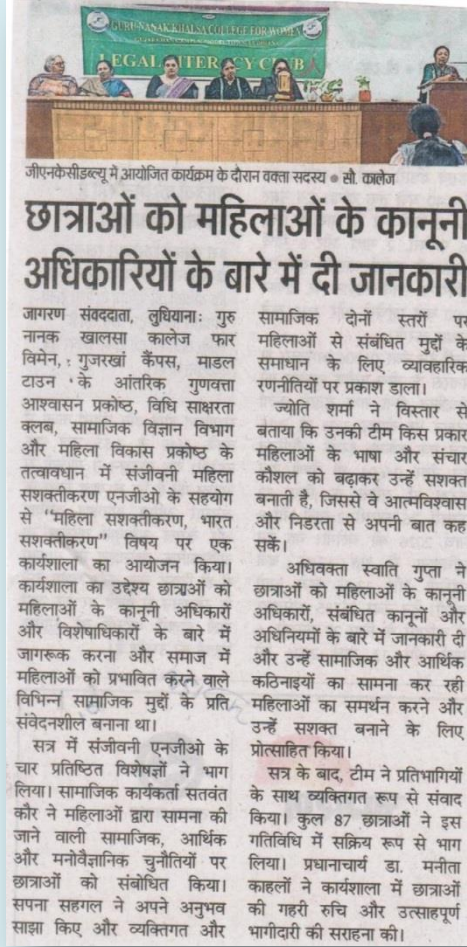 GURU NANAK KHALSA COLLEGE FOR WOMEN
LEGAL LITERACY CLUB
जीएनकेसीडब्ल्यू में आयोजित कार्यक्रम के दौरान वक्ता सदस्य ● सौ. कालेज
छात्राओं को महिलाओं के कानूनी
अधिकारियों के बारे में दी जानकारी
जागरण संवददाता, लुधियानाः गुरु
नानक खालसा कालेज फार
विमेन, : गुजरखां कैंपस, माडल
टाउन के आंतरिक गुणवत्ता
आश्वासन प्रकोष्ठ, विधि साक्षरता
क्लब, सामाजिक विज्ञान विभाग
और महिला विकास प्रकोष्ठ के
तत्वावधान में संजीवनी महिला
सशक्तीकरण एनजीओ के सहयोग
से “महिला सशक्तीकरण, भारत
सशक्तीकरण” विषय पर एक
कार्यशाला का आयोजन किया।
कार्यशाला का उद्देश्य छात्राओं को
महिलाओं के कानूनी अधिकारों
और विशेषाधिकारों के बारे में
जागरूक करना और समाज में
महिलाओं को प्रभावित करने वाले
विभिन्न सामाजिक मुद्दों के प्रति
संवेदनशील बनाना था।
सत्र में संजीवनी एनजीओ के
चार प्रतिष्ठित विशेषज्ञों ने भाग
लिया। सामाजिक कार्यकर्ता सतवंत
कौर ने महिलाओं द्वारा सामना की
जाने वाली सामाजिक, आर्थिक
और मनोवैज्ञानिक चुनौतियों पर
छात्राओं को संबोधित किया।
सपना सहगल ने अपने अनुभव
साझा किए और व्यक्तिगत और
सामाजिक दोनों स्तरों पर
महिलाओं से संबंधित मुद्दों के
समाधान के लिए व्यावहारिक
रणनीतियों पर प्रकाश डाला।
ज्योति शर्मा ने विस्तार से
बताया कि उनकी टीम किस प्रकार
महिलाओं के भाषा और संचार
कौशल को बढ़ाकर उन्हें सशक्त
बनाती है, जिससे वे आत्मविश्वास
और निडरता से अपनी बात कह
सकें।
अधिवक्ता स्वाति गुप्ता ने
छात्राओं को महिलाओं के कानूनी
अधिकारों, संबंधित कानूनों और
अधिनियमों के बारे में जानकारी दी
और उन्हें सामाजिक और आर्थिक
कठिनाइयों का सामना कर रही
महिलाओं का समर्थन करने और
उन्हें सशक्त बनाने के लिए
प्रोत्साहित किया।
सत्र के बाद, टीम ने प्रतिभागियों
के साथ व्यक्तिगत रूप से संवाद
किया। कुल 87 छात्राओं ने इस
गतिविधि में सक्रिय रूप से भाग
लिया। प्रधानाचार्य डा. मनीता
काहलों ने कार्यशाला में छात्राओं
की गहरी रुचि और उत्साहपूर्ण
भागीदारी की सराहना की।